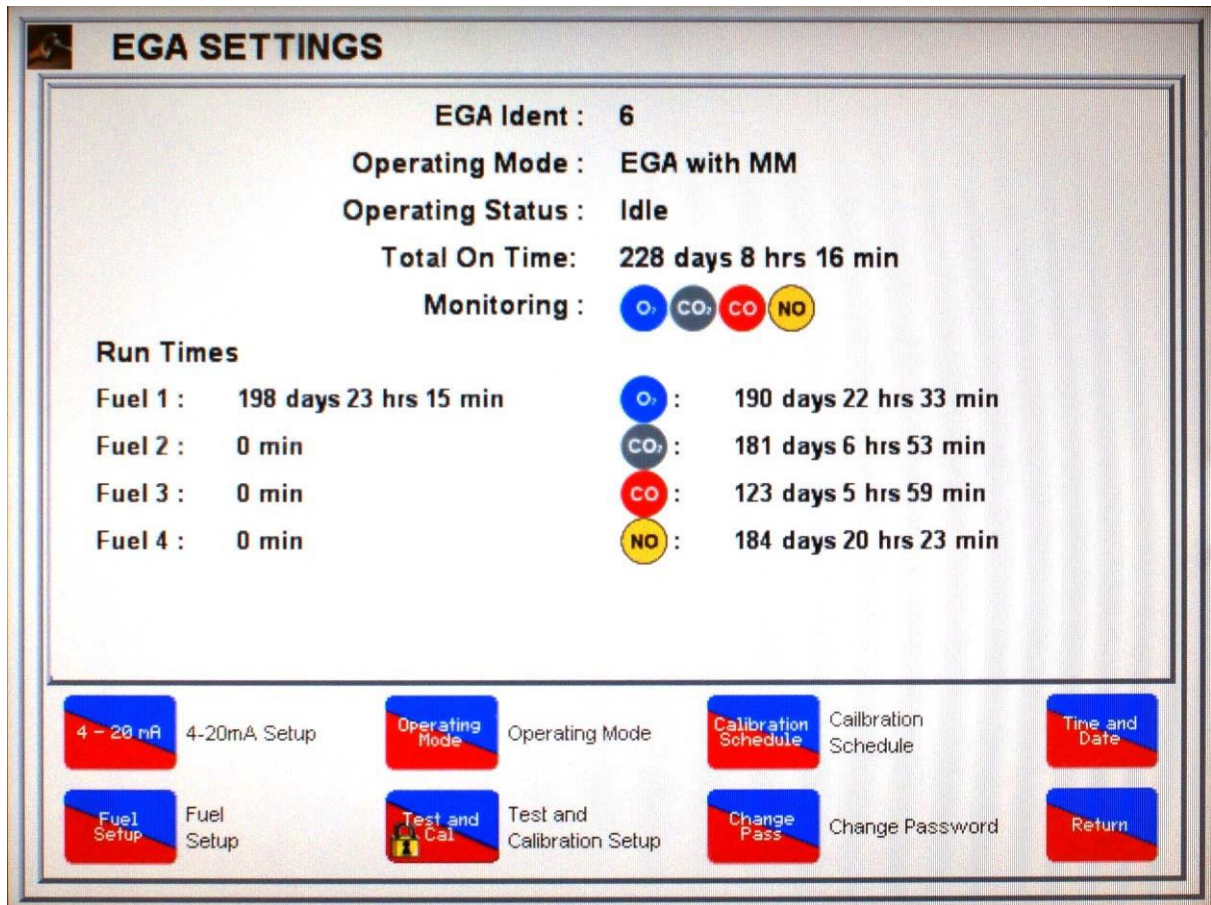 EGA SETTINGS
EGA Ident : 6
Operating Mode : EGA with MM
Operating Status : Idle
Total On Time: 228 days 8 hrs 16 min
Monitoring : O₂ CO₂ CO NO
Run Times
Fuel 1 : 198 days 23 hrs 15 min O₂ : 190 days 22 hrs 33 min
Fuel 2 : 0 min CO₂ : 181 days 6 hrs 53 min
Fuel 3 : 0 min CO : 123 days 5 hrs 59 min
Fuel 4 : 0 min NO : 184 days 20 hrs 23 min
4 - 20 mA
4-20mA Setup
Operating
Mode
Operating Mode
Calibration
Schedule
Cailbration
Schedule
Time and
Date
Fuel
Setup
Fuel
Setup
Test and
Cal
Test and
Calibration Setup
Change
Pass
Change Password
Return